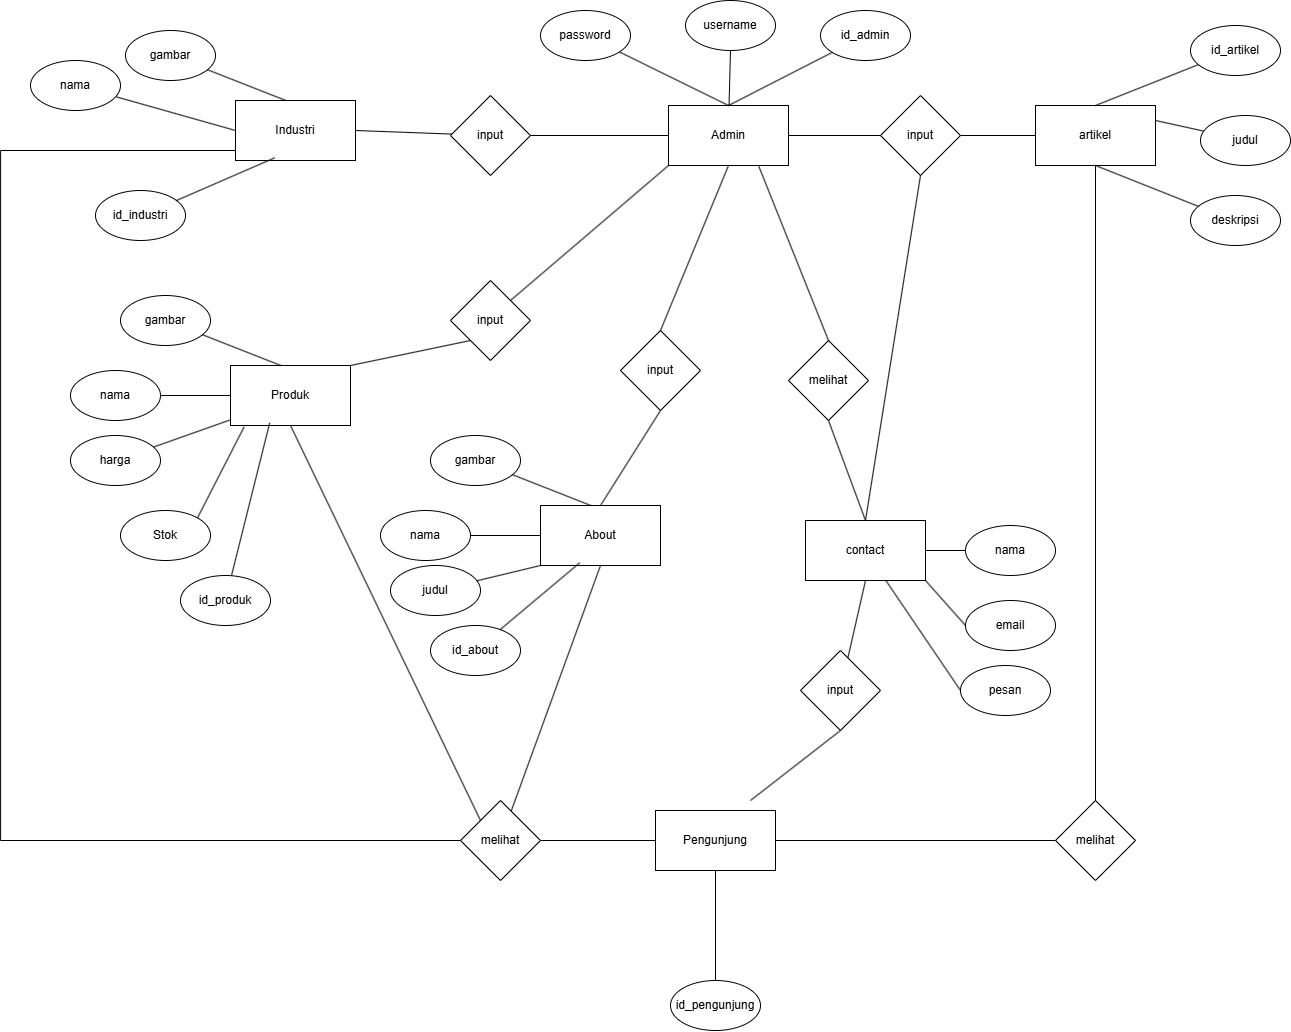 username
password
id_admin
id_artikel
gambar
nama
Industri
input
Admin
input
artikel
judul
id_industri
deskripsi
gambar
input
input
melihat
nama
Produk
harga
gambar
Stok
nama
About
contact
nama
judul
id_produk
email
id_about
input
pesan
melihat
Pengunjung
melihat
id_pengunjung